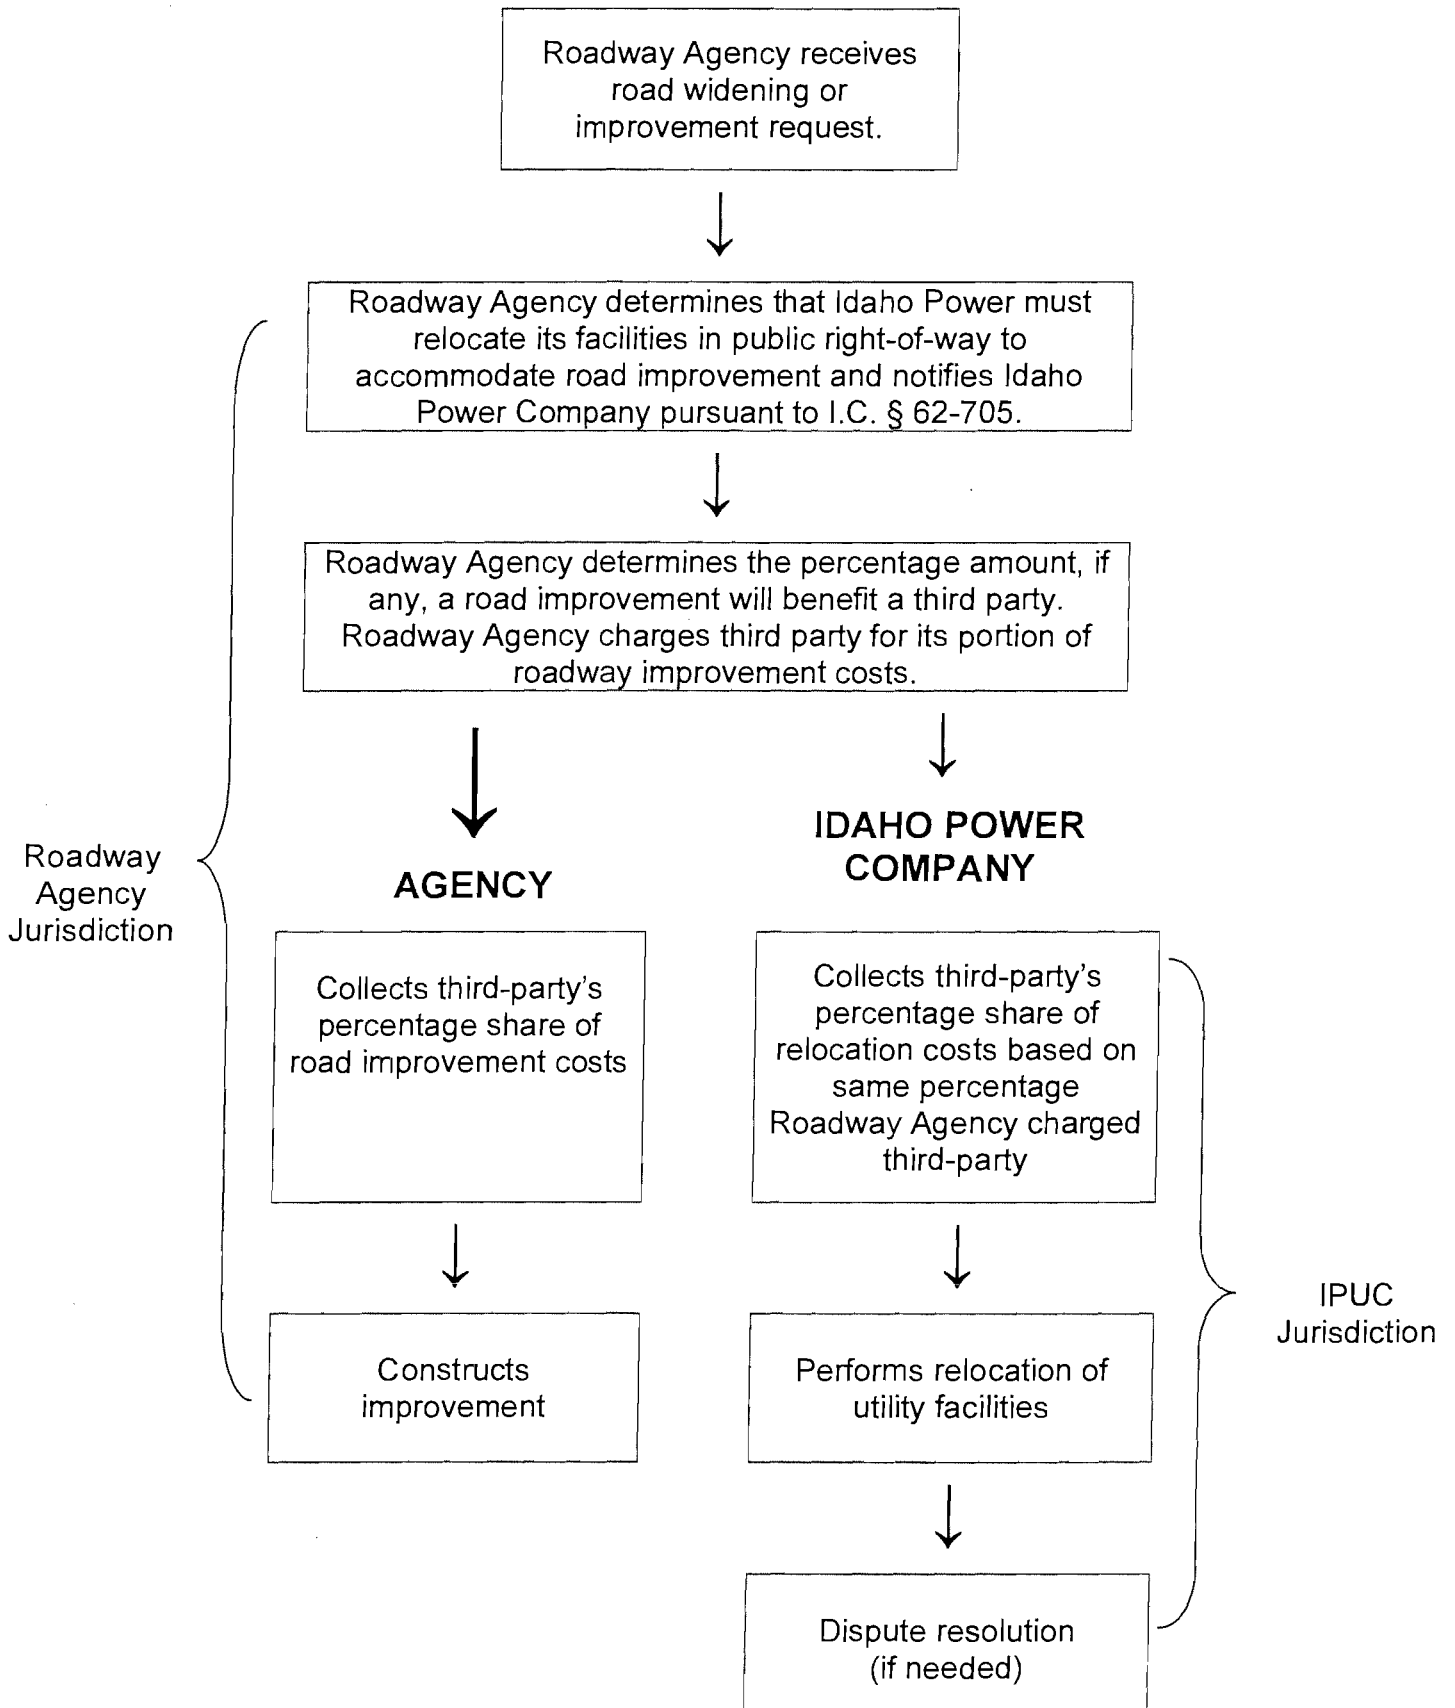 Roadway Agency receives
road widening or
improvement request.
Roadway Agency determines that Idaho Power must
relocate its facilities in public right-of-way to
accommodate road improvement and notifies Idaho
Power Company pursuant to I.C. § 62-705.
Roadway Agency determines the percentage amount, if
any, a road improvement will benefit a third party.
Roadway Agency charges third party for its portion of
roadway improvement costs.
Roadway
Agency
Jurisdiction
AGENCY
Collects third-party's
percentage share of
road improvement costs
Constructs
improvement
IDAHO POWER
COMPANY
Collects third-party's
percentage share of
relocation costs based on
same percentage
Roadway Agency charged
third-party
Performs relocation of
utility facilities
Dispute resolution
(if needed)
IPUC
Jurisdiction